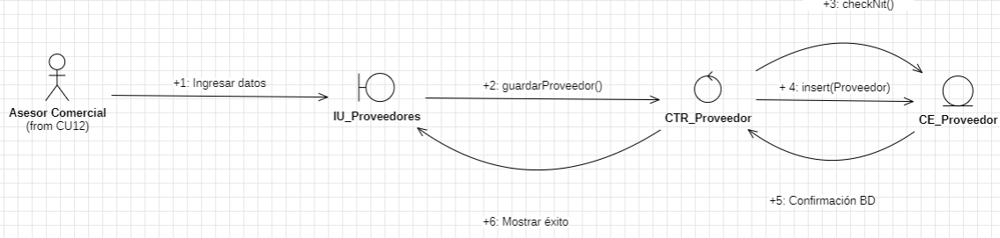 +3: checkNit()
+1: Ingresar datos
+2: guardarProveedor()
+ 4: insert(Proveedor)
Asesor Comercial
(from CU12)
IU_Proveedores
CTR_Proveedor
CE_Proveedor
+5: Confirmación BD
+6: Mostrar éxito